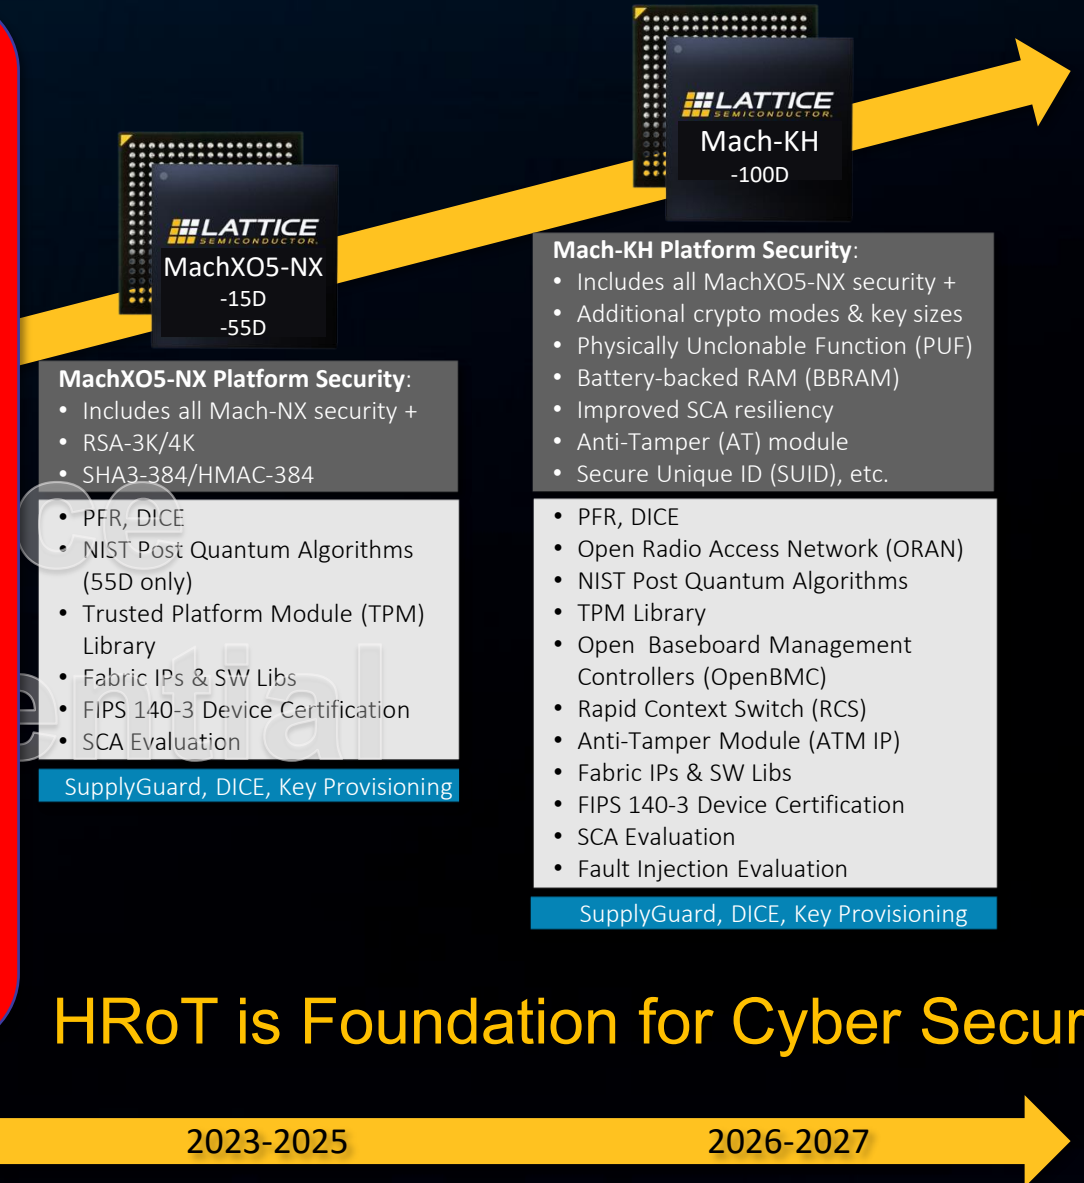 LATTICE
SEMICONDUCTOR.
Mach-KH
-100D
LATTICE
SEMICONDUCTOR.
MachXO5-NX
-15D
-55D
MachXO5-NX Platform Security:
• Includes all Mach-NX security +
• RSA-3K/4K
• SHA3-384/HMAC-384
• PFR, DICE
• NIST Post Quantum Algorithms
(55D only)
• Trusted Platform Module (TPM)
Library
• Fabric IPs & SW Libs
• FIPS 140-3 Device Certification
• SCA Evaluation
SupplyGuard, DICE, Key Provisioning
Mach-KH Platform Security:
• Includes all MachXO5-NX security +
• Additional crypto modes & key sizes
• Physically Unclonable Function (PUF)
• Battery-backed RAM (BBRAM)
• Improved SCA resiliency
• Anti-Tamper (AT) module
• Secure Unique ID (SUID), etc.
• PFR, DICE
• Open Radio Access Network (ORAN)
• NIST Post Quantum Algorithms
• TPM Library
• Open  Baseboard Management
Controllers (OpenBMC)
• Rapid Context Switch (RCS)
• Anti-Tamper Module (ATM IP)
• Fabric IPs & SW Libs
• FIPS 140-3 Device Certification
• SCA Evaluation
• Fault Injection Evaluation
SupplyGuard, DICE, Key Provisioning
ce
ential
HRoT is Foundation for Cyber Secur
2023-2025
2026-2027